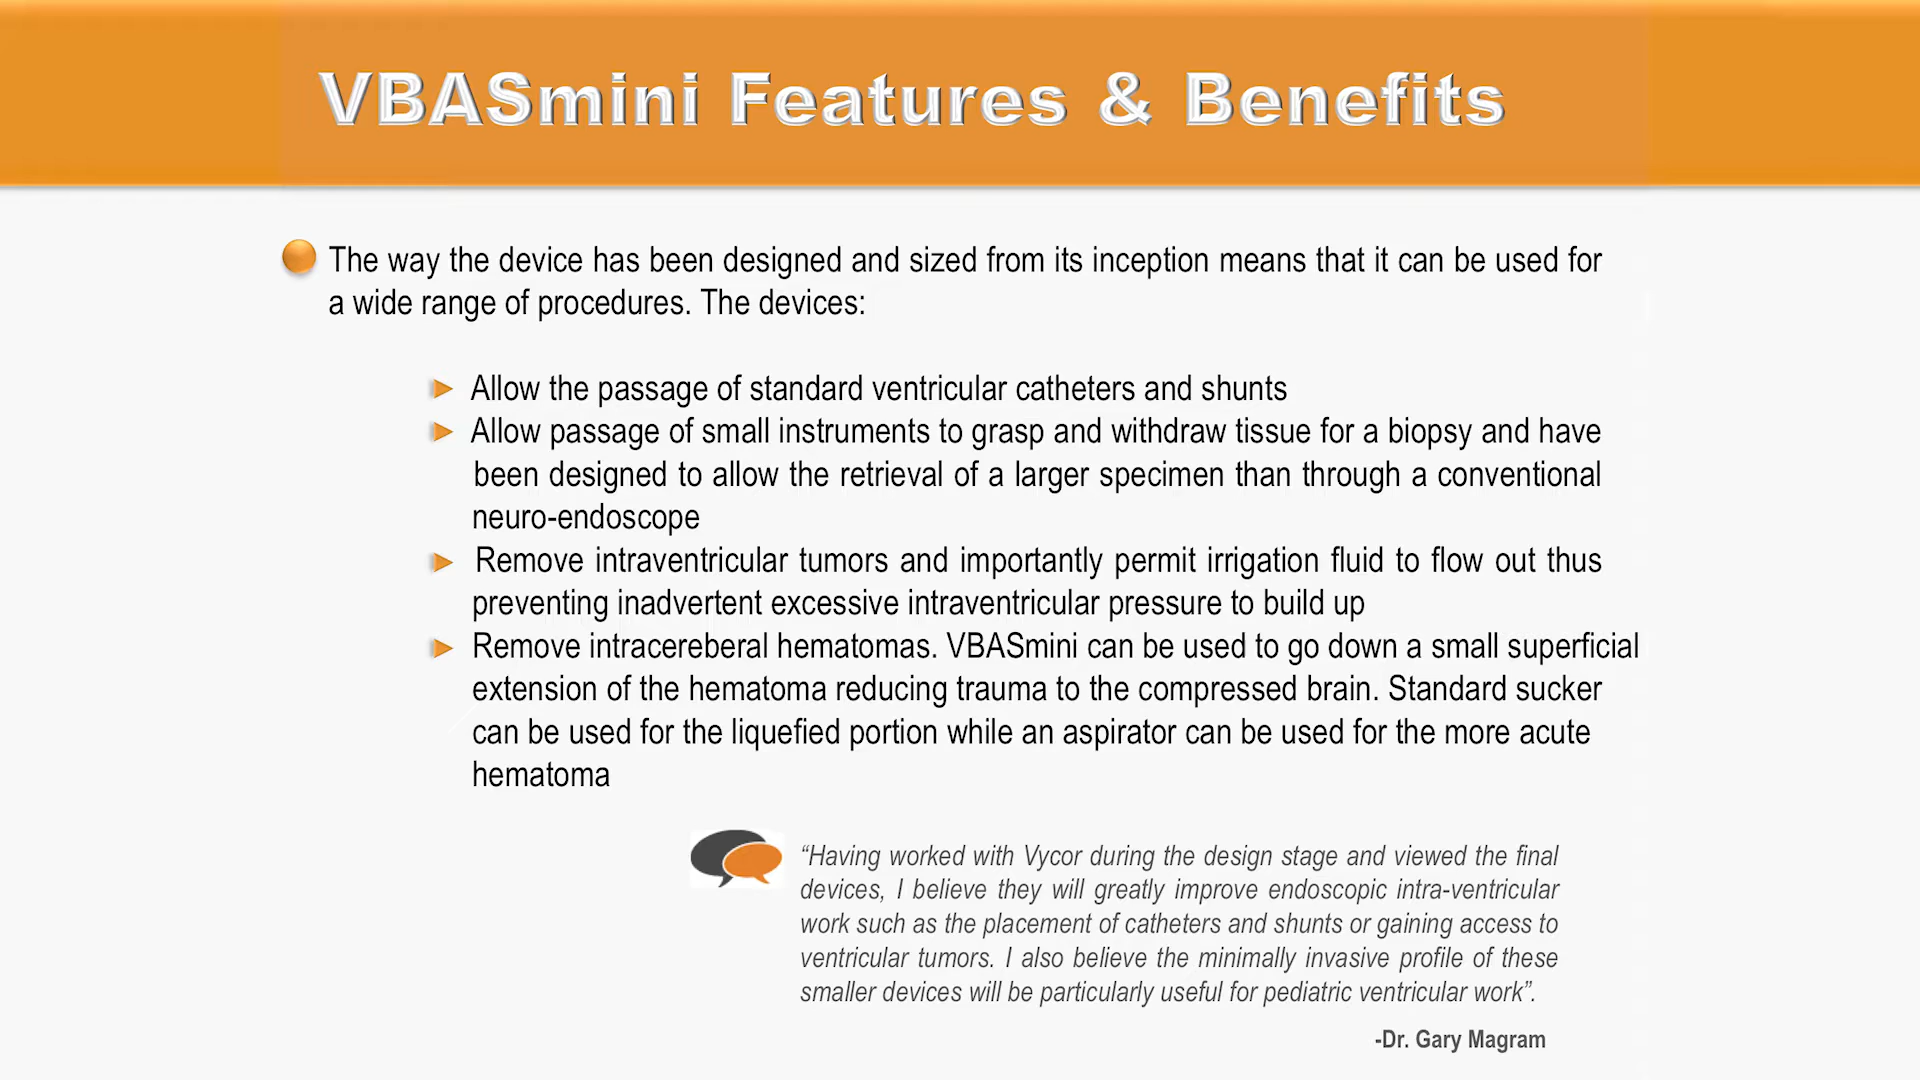 VBASmini Features & Benefits
The way the device has been designed and sized from its inception means that it can be used for
a wide range of procedures. The devices:
Allow the passage of standard ventricular catheters and shunts
Allow passage of small instruments to grasp and withdraw tissue for a biopsy and have
been designed to allow the retrieval of a larger specimen than through a conventional
neuro-endoscope
Remove intraventricular tumors and importantly permit irrigation fluid to flow out thus
preventing inadvertent excessive intraventricular pressure to build up
Remove intracereberal hematomas. VBASmini can be used to go down a small superficial
extension of the hematoma reducing trauma to the compressed brain. Standard sucker
can be used for the liquefied portion while an aspirator can be used for the more acute
hematoma
“Having worked with Vycor during the design stage and viewed the final
devices, I believe they will greatly improve endoscopic intra-ventricular
work such as the placement of catheters and shunts or gaining access to
ventricular tumors. I also believe the minimally invasive profile of these
smaller devices will be particularly useful for pediatric ventricular work”.
-Dr. Gary Magram